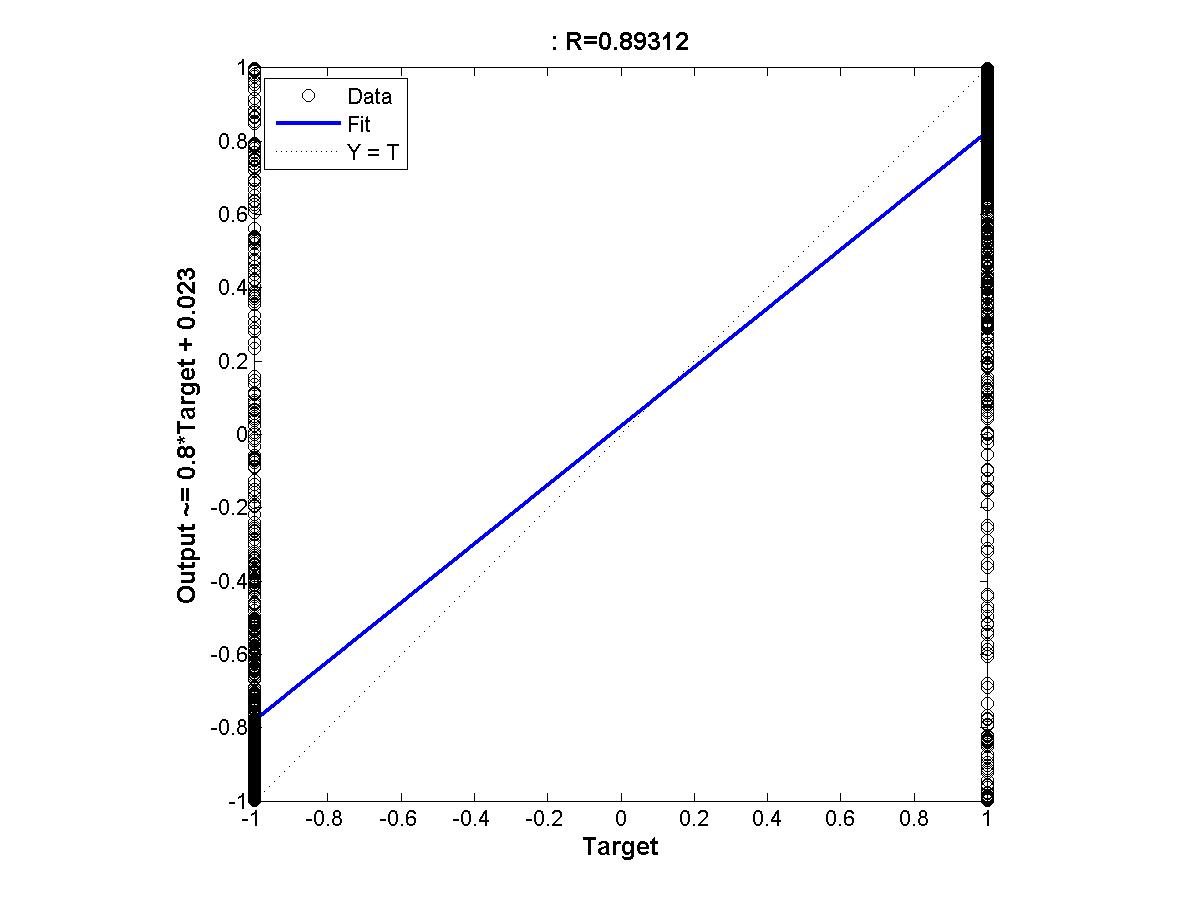 : R=0.89312
Data
Fit
Y = T
1
0.8
0.6
0.4
0.2
0
-0.2
-0.4
-0.6
-0.8
-1
Output ~= 0.8*Target + 0.023
-1 -0.8 -0.6 -0.4 -0.2 0 0.2 0.4 0.6 0.8 1
Target